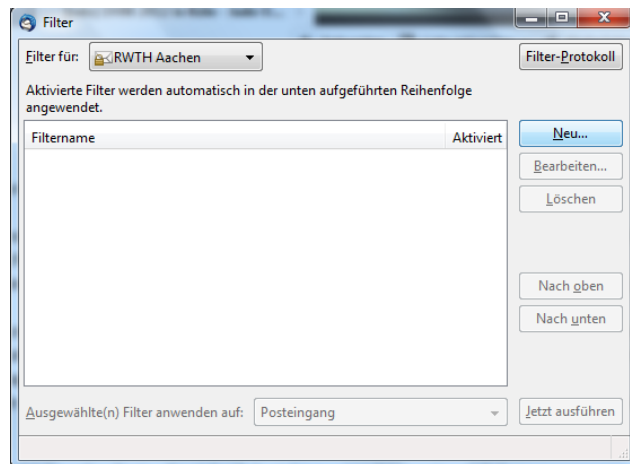 Filter
Filter für: RWTH Aachen Filter-Protokoll
Aktivierte Filter werden automatisch in der unten aufgeführten Reihenfolge
angewendet.
Filtername Aktiviert
Neu...
Bearbeiten...
Löschen
Nach oben
Nach unten
Ausgewählte(n) Filter anwenden auf: Posteingang Jetzt ausführen